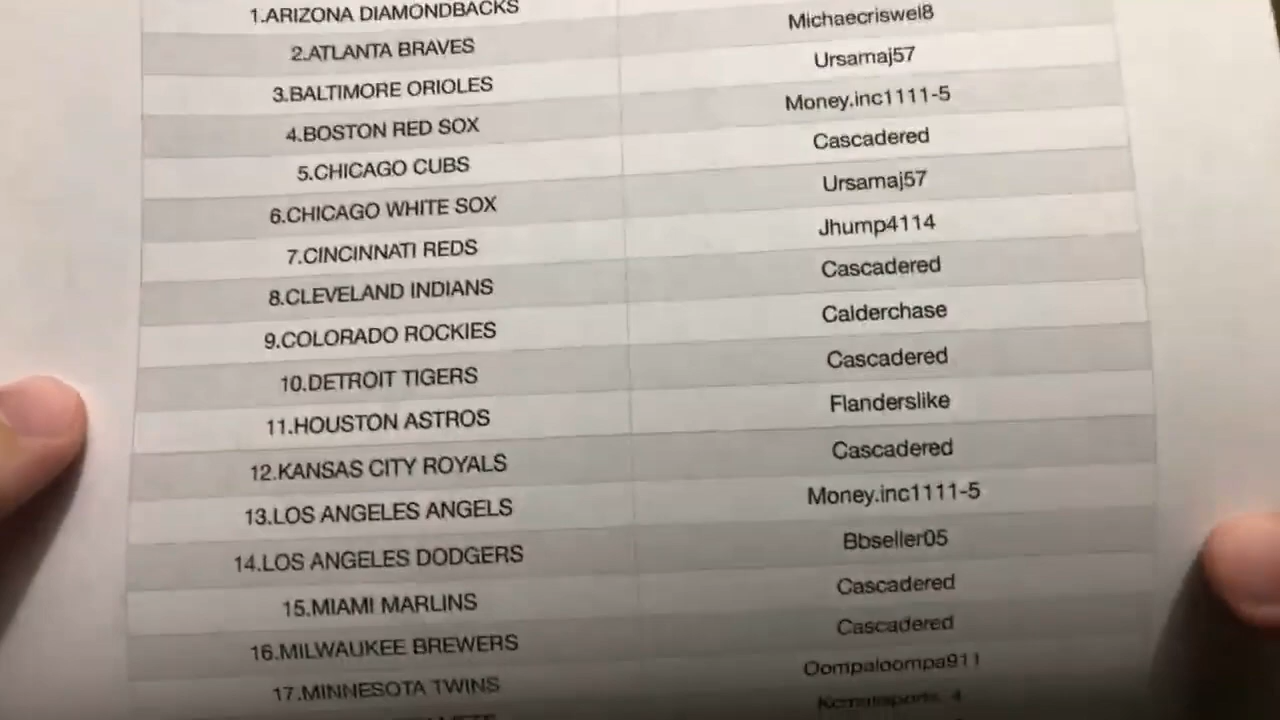 1.ARIZONA DIAMONDBACKS
2.ATLANTA BRAVES Michaecriswel8
3.BALTIMORE ORIOLES Ursamaj57
4.BOSTON RED SOX Money.inc1111-5
5.CHICAGO CUBS Cascadered
6.CHICAGO WHITE SOX Ursamaj57
7.CINCINNATI REDS Jhump4114
8.CLEVELAND INDIANS Cascadered
9.COLORADO ROCKIES Calderchase
10.DETROIT TIGERS Cascadered
11.HOUSTON ASTROS Flanderslike
12.KANSAS CITY ROYALS Cascadered
13.LOS ANGELES ANGELS Money.inc1111-5
14.LOS ANGELES DODGERS Bbseller05
15.MIAMI MARLINS Cascadered
16.MILWAUKEE BREWERS Cascadered
17.MINNESOTA TWINS Oompaloompa911